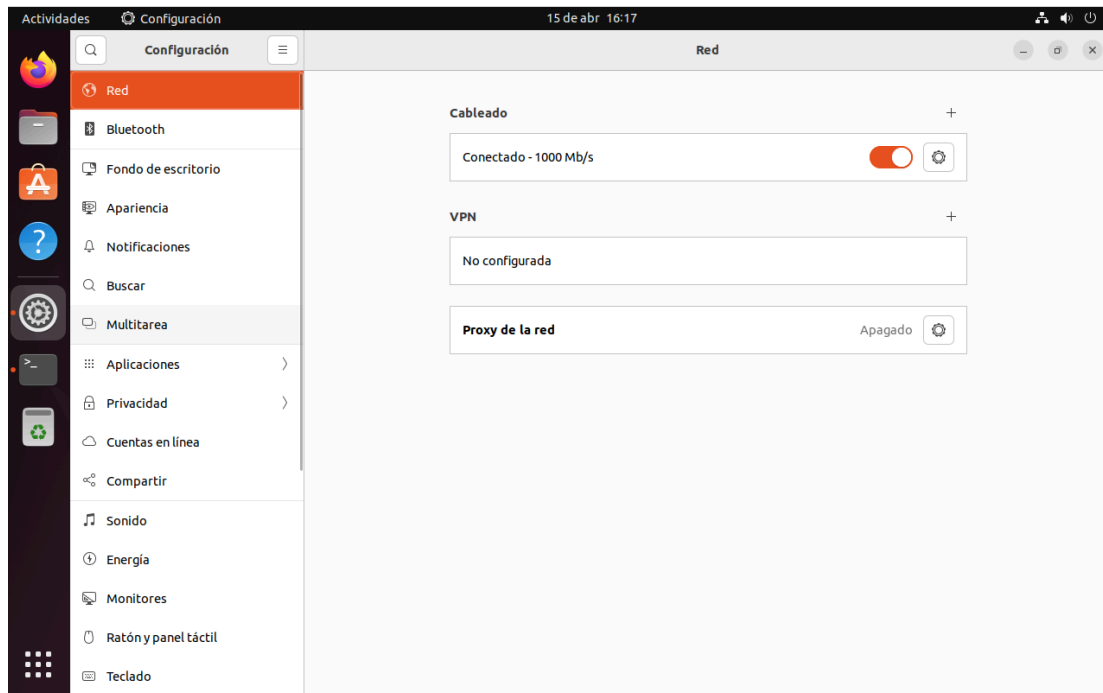 Actividades Configuración 15 de abr 16:17
Configuración Red
Red
Bluetooth
Fondo de escritorio
Apariencia
Notificaciones
Buscar
Multitarea
Aplicaciones
Privacidad
Cuentas en línea
Compartir
Sonido
Energía
Monitores
Ratón y panel táctil
Teclado
Cableado
Conectado - 1000 Mb/s
VPN
No configurada
Proxy de la red Apagado